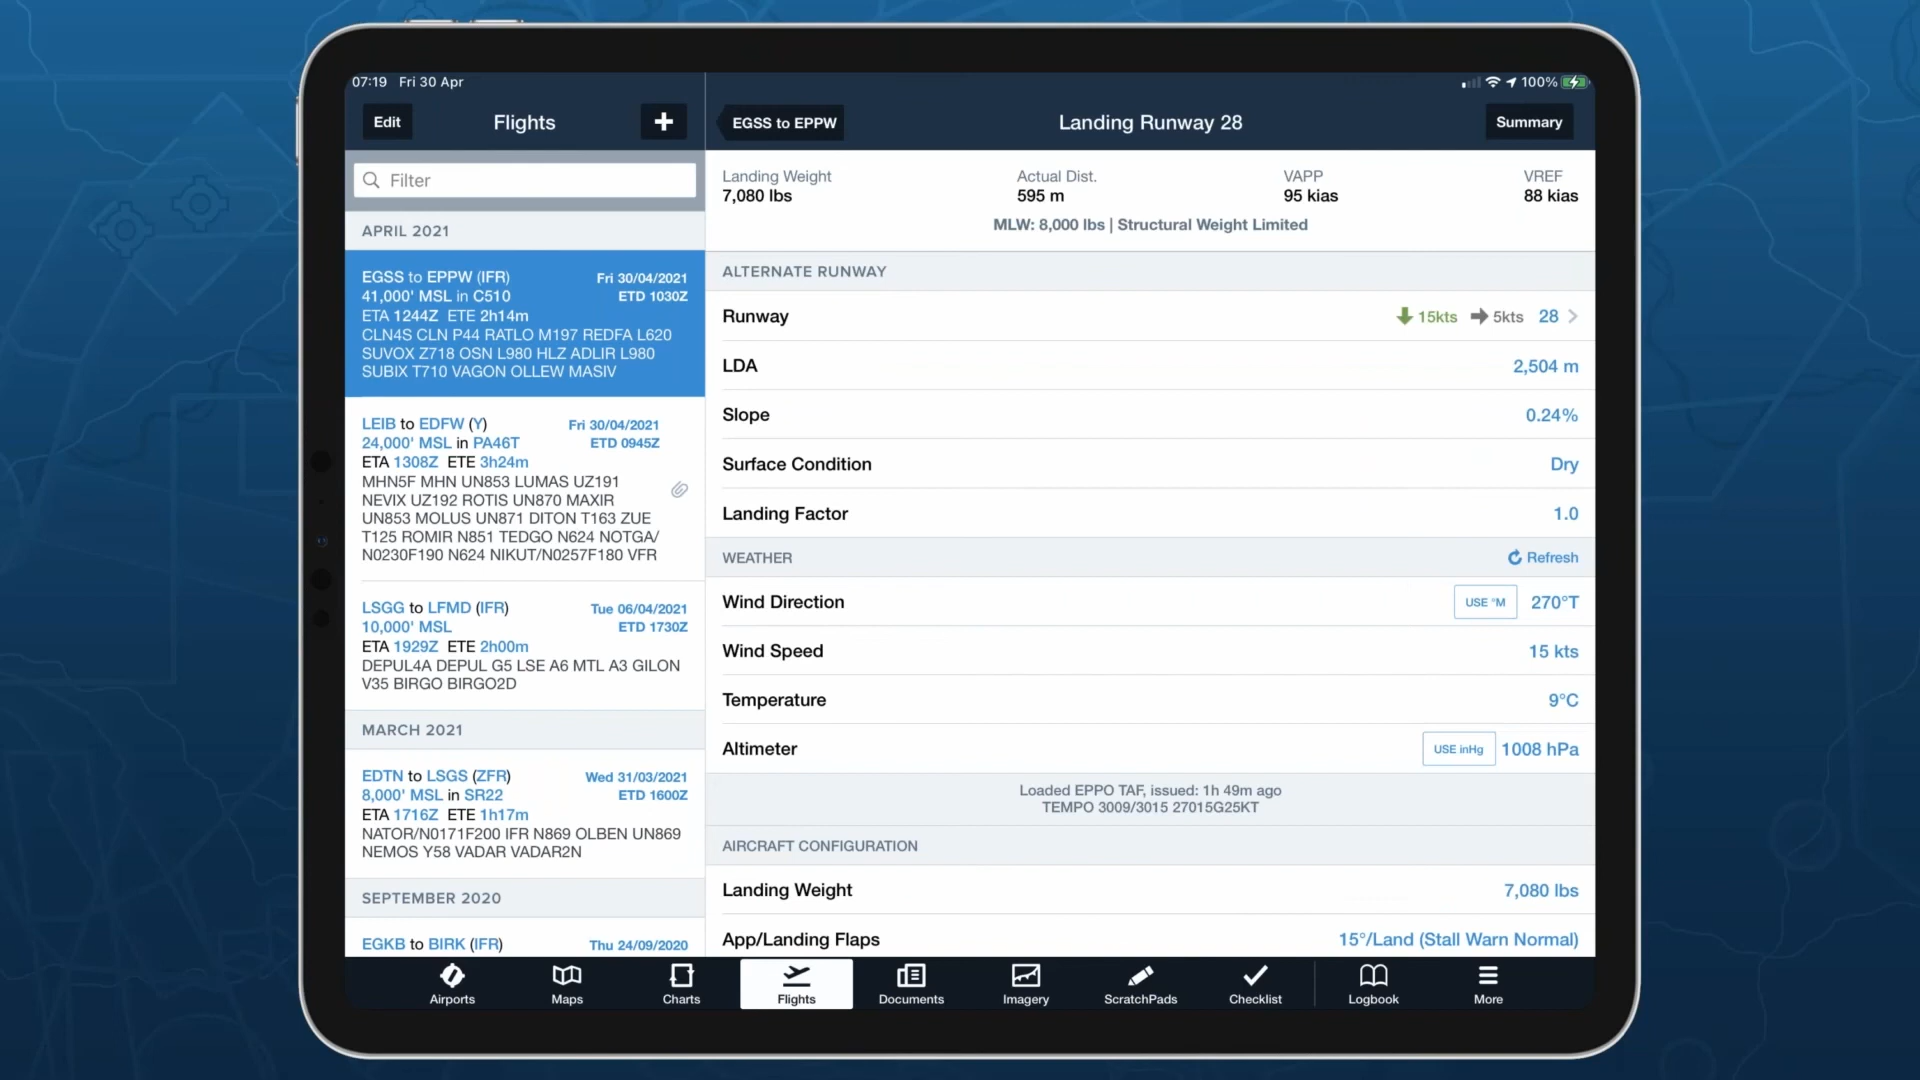 07:19 Fri 30 Apr
100%
Edit
Flights
EGSS to EPPW
Landing Runway 28
Summary
Filter
APRIL 2021
EGSS to EPPW (IFR)
Fri 30/04/2021
41,000' MSL in C510
ETD 1030Z
ETA 1244Z ETE 2h14m
CLN4S CLN P44 RATLO M197 REDFA L620
SUVOX Z718 OSN L980 HLZ ADLIR L980
SUBIX T710 VAGON OLLEW MASIV
LEIB to EDFW (Y)
Fri 30/04/2021
24,000' MSL in PA46T
ETD 0945Z
ETA 1308Z ETE 3h24m
MHN5F MHN UN853 LUMAS UZ191
NEVIX UZ192 ROTIS UN870 MAXIR
UN853 MOLUS UN871 DITON T163 ZUE
T125 ROMIR N851 TEDGO N624 NOTGA/
N0230F190 N624 NIKUT/N0257F180 VFR
LSGG to LFMD (IFR)
Tue 06/04/2021
10,000' MSL
ETD 1730Z
ETA 1929Z ETE 2h00m
DEPUL4A DEPUL G5 LSE A6 MTL A3 GILON
V35 BIRGO BIRGO2D
MARCH 2021
EDTN to LSGS (ZFR)
Wed 31/03/2021
8,000' MSL in SR22
ETD 1600Z
ETA 1716Z ETE 1h17m
NATOR/N0171F200 IFR N869 OLBEN UN869
NEMOS Y58 VADAR VADAR2N
SEPTEMBER 2020
EGKB to BIRK (IFR)
Thu 24/09/2020
Landing Weight
Actual Dist.
VAPP
VREF
7,080 lbs
595 m
95 kias
88 kias
MLW: 8,000 lbs | Structural Weight Limited
ALTERNATE RUNWAY
Runway
15kts
5kts
28
LDA
2,504 m
Slope
0.24%
Surface Condition
Dry
Landing Factor
1.0
WEATHER
Refresh
Wind Direction
USE °M
270°T
Wind Speed
15 kts
Temperature
9°C
Altimeter
USE inHg
1008 hPa
Loaded EPPO TAF, issued: 1h 49m ago
TEMPO 3009/3015 27015G25KT
AIRCRAFT CONFIGURATION
Landing Weight
7,080 lbs
App/Landing Flaps
15°/Land (Stall Warn Normal)
Airports
Maps
Charts
Flights
Documents
Imagery
ScratchPads
Checklist
Logbook
More